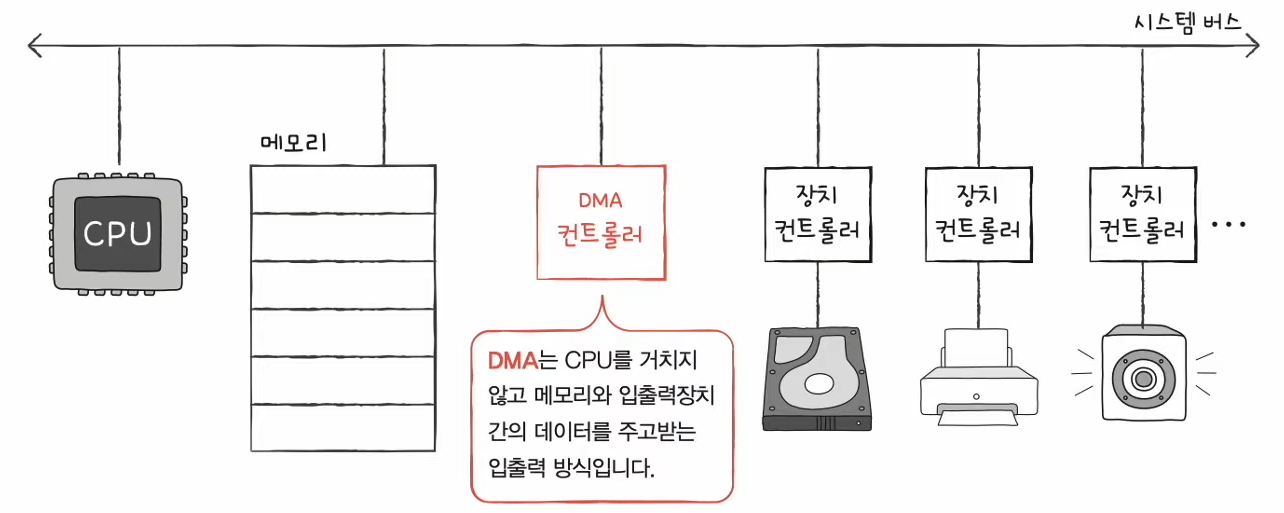 시스템 버스
메모리
CPU
DMA
컨트롤러
장치
컨트롤러
장치
컨트롤러
장치
컨트롤러
...
DMA는 CPU를 거치지
않고 메모리와 입출력장치
간의 데이터를 주고받는
입출력 방식입니다.